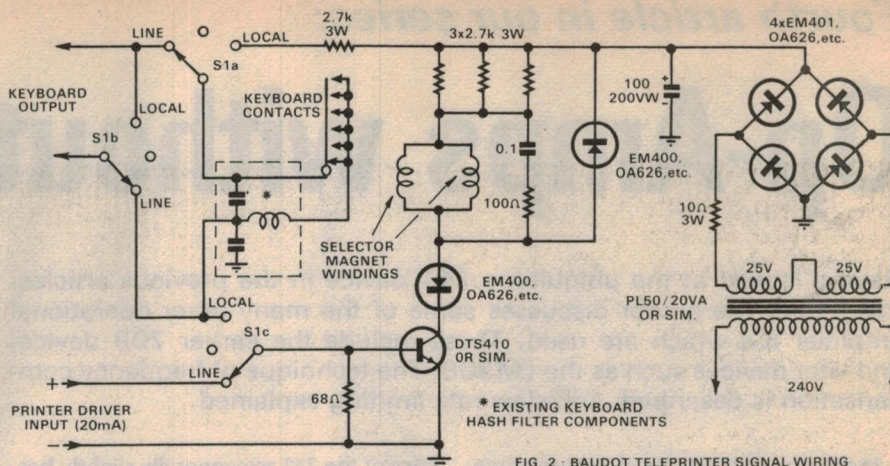 LINE
LOCAL
2.7k
3W
3x2.7k 3W
4xEM401,
OA626,etc.
S1a
KEYBOARD
OUTPUT
LOCAL
KEYBOARD
CONTACTS
100
200VW
+
S1b
0.1
EM400,
OA626,etc.
*
LINE
100Ω
10Ω
3W
SELECTOR
MAGNET
WINDINGS
25V
25V
EM400,
OA626,etc.
PL50/20VA
OR SIM.
LOCAL
S1c
DTS410
OR SIM.
LINE
240V
+
68Ω
PRINTER DRIVER
INPUT (20mA)
* EXISTING KEYBOARD
HASH FILTER COMPONENTS
−
FIG. 2 : BAUDOT TELEPRINTER SIGNAL WIRING